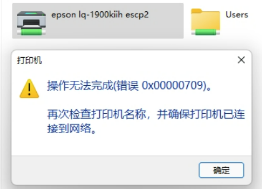 epson lq-1900kiih escp2
Users
打印机
操作无法完成(错误 0x00000709)。
再次检查打印机名称，并确保打印机已连
接到网络。
确定